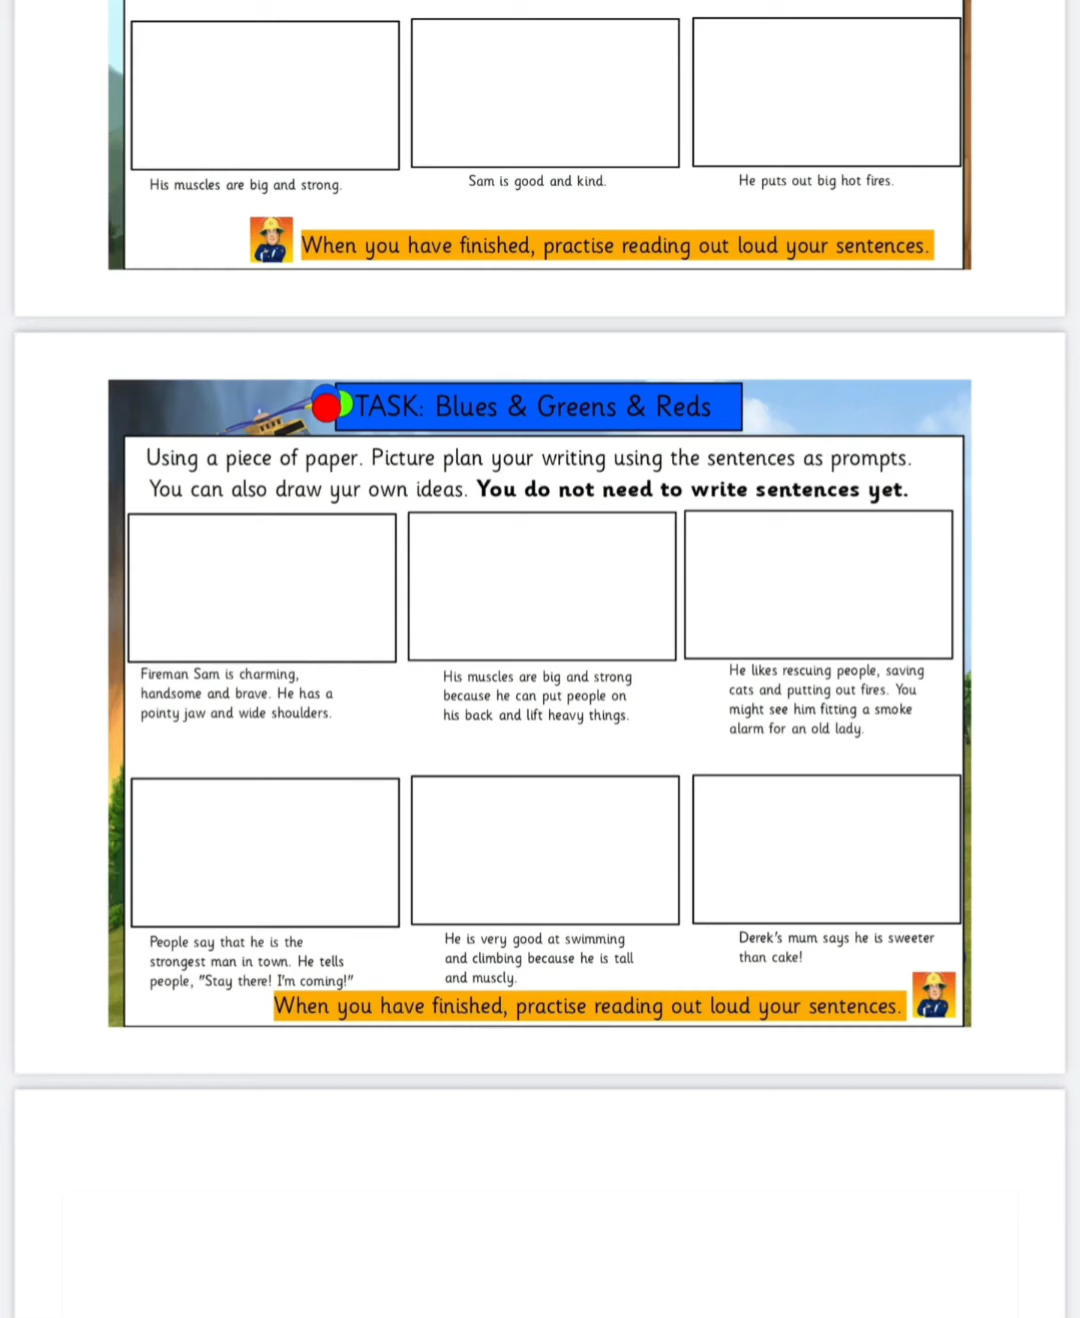 His muscles are big and strong.
Sam is good and kind.
He puts out big hot fires.
When you have finished, practise reading out loud your sentences.
TASK: Blues & Greens & Reds
Using a piece of paper. Picture plan your writing using the sentences as prompts.
You can also draw yur own ideas. You do not need to write sentences yet.
Fireman Sam is charming,
handsome and brave. He has a
pointy jaw and wide shoulders.
His muscles are big and strong
because he can put people on
his back and lift heavy things.
He likes rescuing people, saving
cats and putting out fires. You
might see him fitting a smoke
alarm for an old lady.
People say that he is the
strongest man in town. He tells
people, "Stay there! I'm coming!"
He is very good at swimming
and climbing because he is tall
and muscly.
Derek's mum says he is sweeter
than cake!
When you have finished, practise reading out loud your sentences.